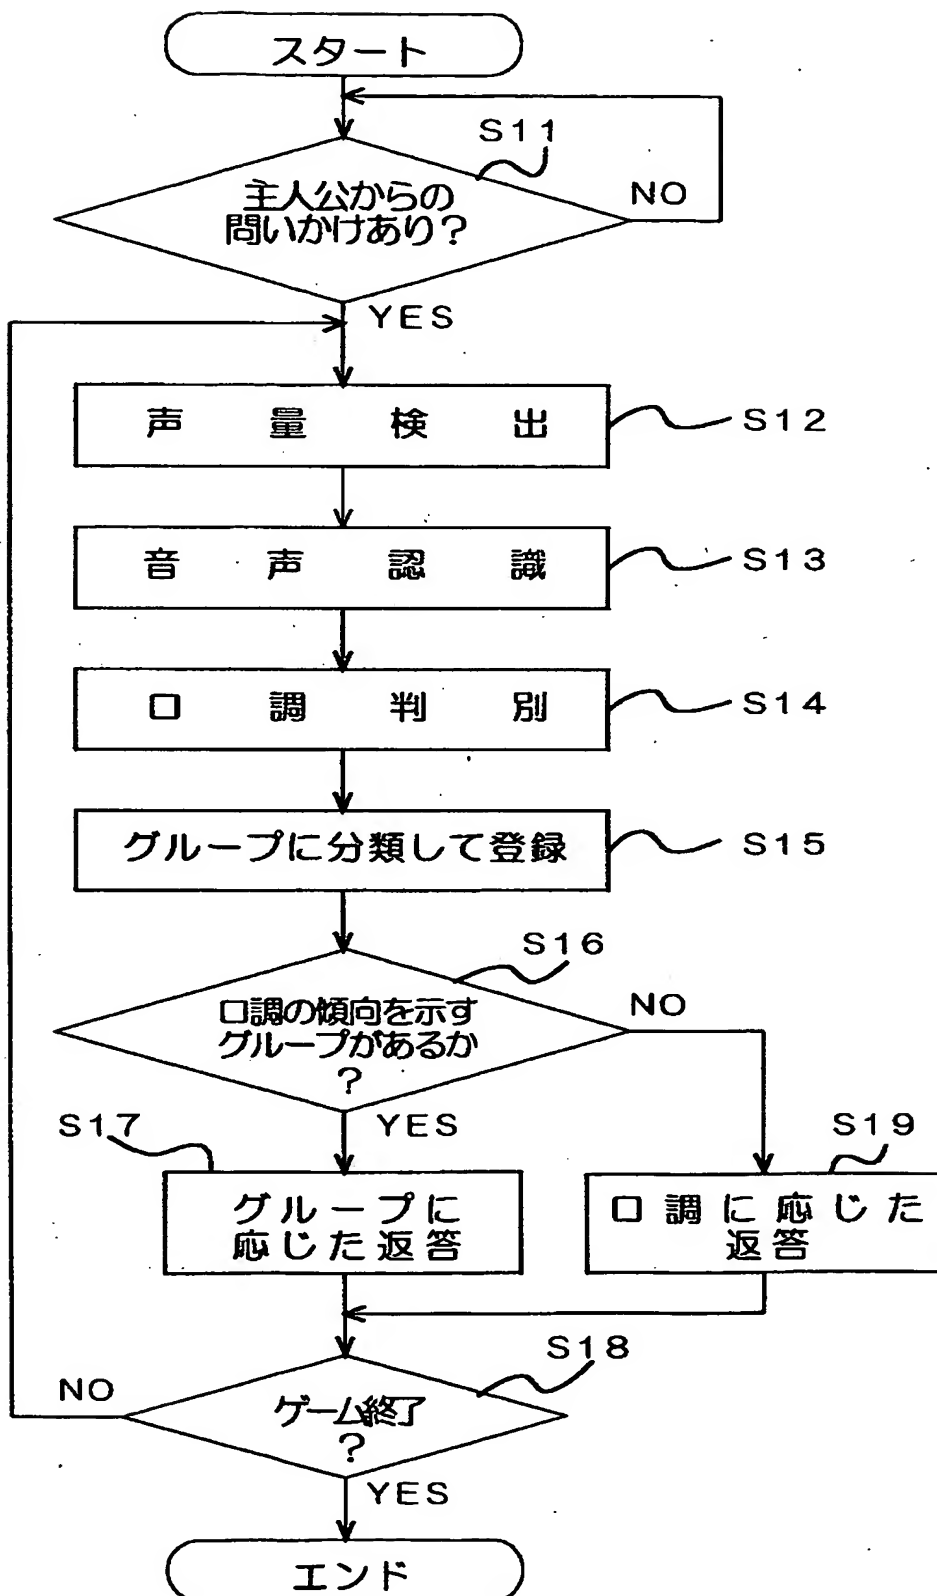 スタート
S11
主人公からの
問いかけあり？
NO
YES
声量検出
S12
音声認識
S13
口調判別
S14
グループに分類して登録
S15
S16
口調の傾向を示す
グループがあるか
？
NO
YES
S17
グループに
応じた返答
S19
口調に応じた
返答
S18
ゲーム終了
？
NO
YES
エンド